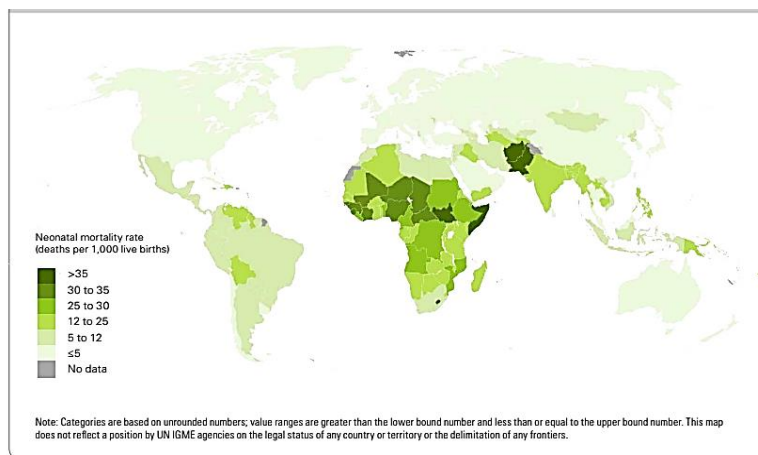 Neonatal mortality rate
(deaths per 1,000 live births)
>35
30 to 35
25 to 30
12 to 25
5 to 12
≤5
No data
Note: Categories are based on unrounded numbers; value ranges are greater than the lower bound number and less than or equal to the upper bound number. This map
does not reflect a position by UN IGME agencies on the legal status of any country or territory or the delimitation of any frontiers.